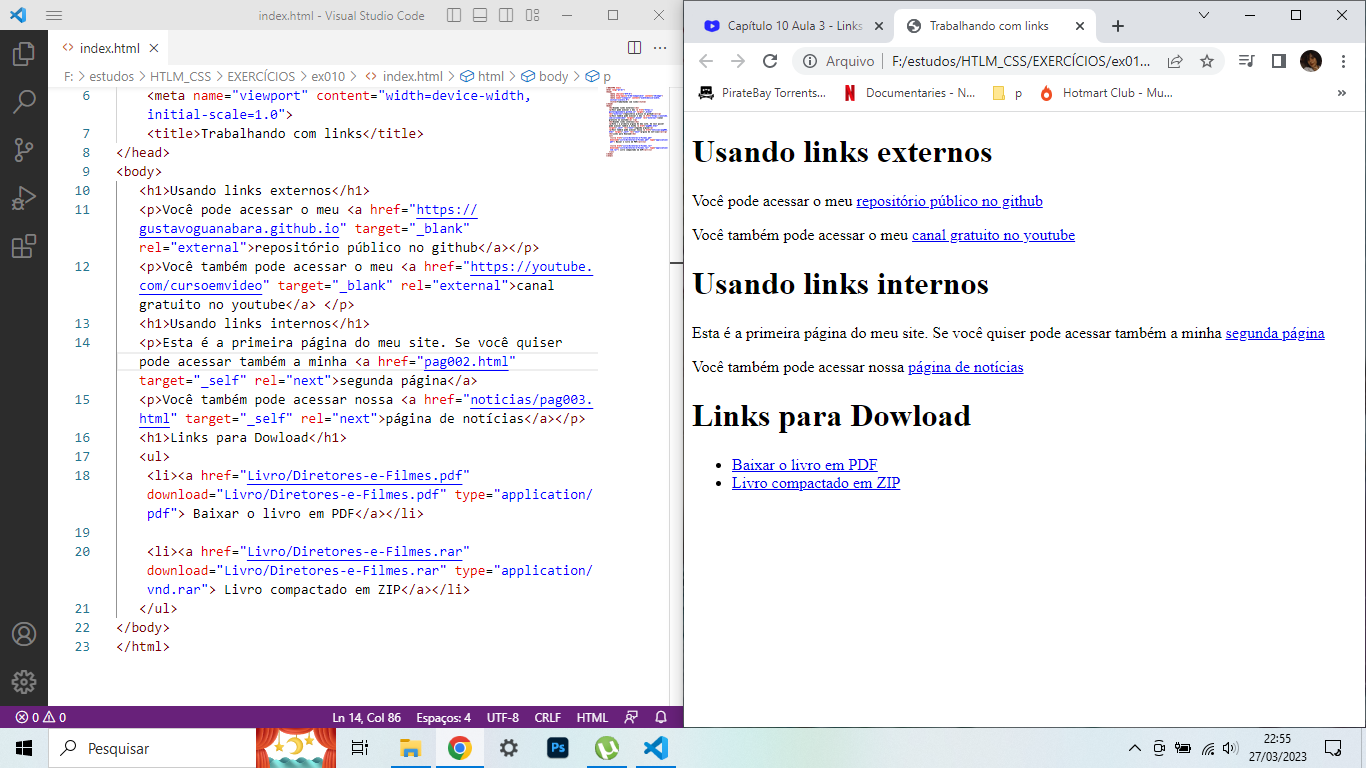 index.html - Visual Studio Code
index.html
F: > estudos > HTLM_CSS > EXERCÍCIOS > ex010 > index.html > html > body > p
6 <meta name="viewport" content="width=device-width,
initial-scale=1.0">
7 <title>Trabalhando com links</title>
8 </head>
9 <body>
10 <h1>Usando links externos</h1>
11 <p>Você pode acessar o meu <a href="https://
gustavoguanabara.github.io" target="_blank"
rel="external">repositório público no github</a></p>
12 <p>Você também pode acessar o meu <a href="https://youtube.
com/cursoemvideo" target="_blank" rel="external">canal
gratuito no youtube</a> </p>
13 <h1>Usando links internos</h1>
14 <p>Esta é a primeira página do meu site. Se você quiser
pode acessar também a minha <a href="pag002.html"
target="_self" rel="next">segunda página</a>
15 <p>Você também pode acessar nossa <a href="noticias/pag003.
html" target="_self" rel="next">página de notícias</a></p>
16 <h1>Links para Dowload</h1>
17 <ul>
18 <li><a href="Livro/Diretores-e-Filmes.pdf"
download="Livro/Diretores-e-Filmes.pdf" type="application/
pdf"> Baixar o livro em PDF</a></li>
19
20 <li><a href="Livro/Diretores-e-Filmes.rar"
download="Livro/Diretores-e-Filmes.rar" type="application/
vnd.rar"> Livro compactado em ZIP</a></li>
21 </ul>
22 </body>
23 </html>
0 0 Ln 14, Col 86 Espaços: 4 UTF-8 CRLF HTML
Capítulo 10 Aula 3 - Links
Trabalhando com links
Arquivo | F:/estudos/HTLM_CSS/EXERCÍCIOS/ex01...
PirateBay Torrents... Documentaries - N... p Hotmart Club - Mu... »
Usando links externos
Você pode acessar o meu repositório público no github
Você também pode acessar o meu canal gratuito no youtube
Usando links internos
Esta é a primeira página do meu site. Se você quiser pode acessar também a minha segunda página
Você também pode acessar nossa página de notícias
Links para Dowload
• Baixar o livro em PDF
• Livro compactado em ZIP
Pesquisar
Ps
22:55
27/03/2023